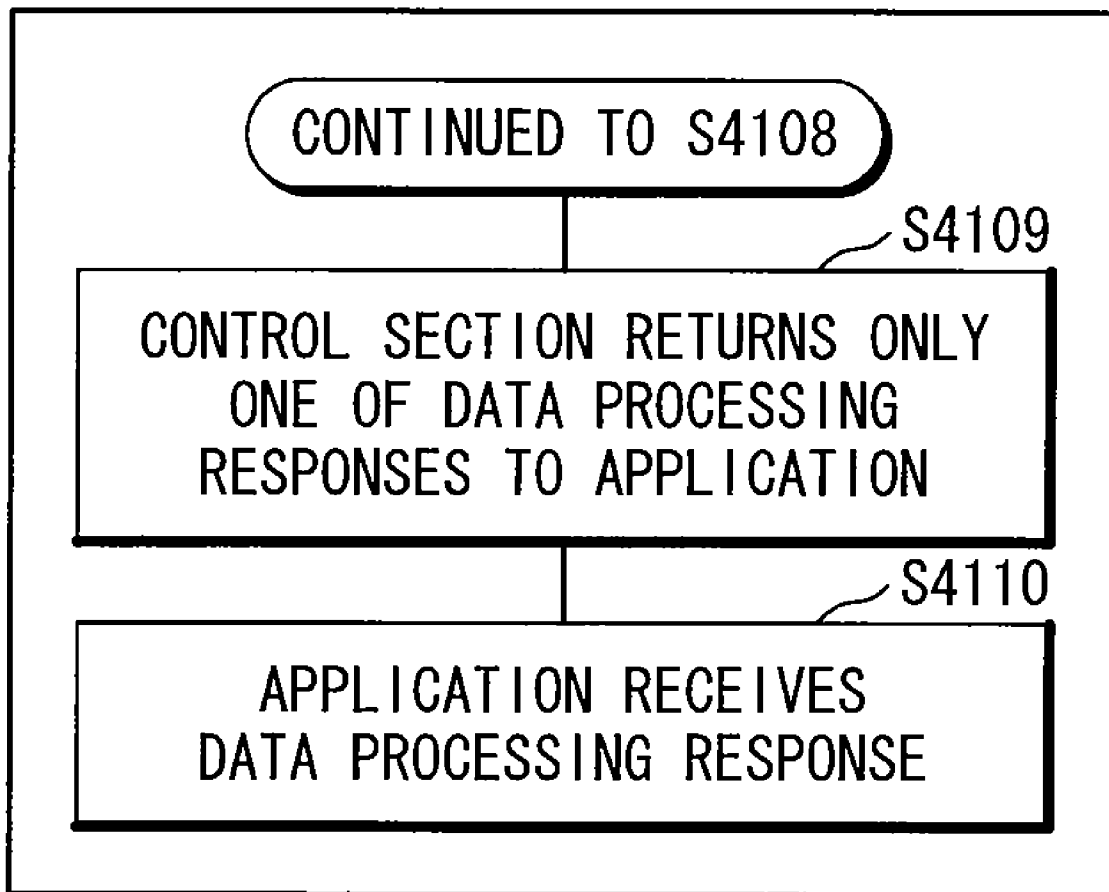 CONTINUED TO S4108
S4109
CONTROL SECTION RETURNS ONLY
ONE OF DATA PROCESSING
RESPONSES TO APPLICATION
S4110
APPLICATION RECEIVES
DATA PROCESSING RESPONSE